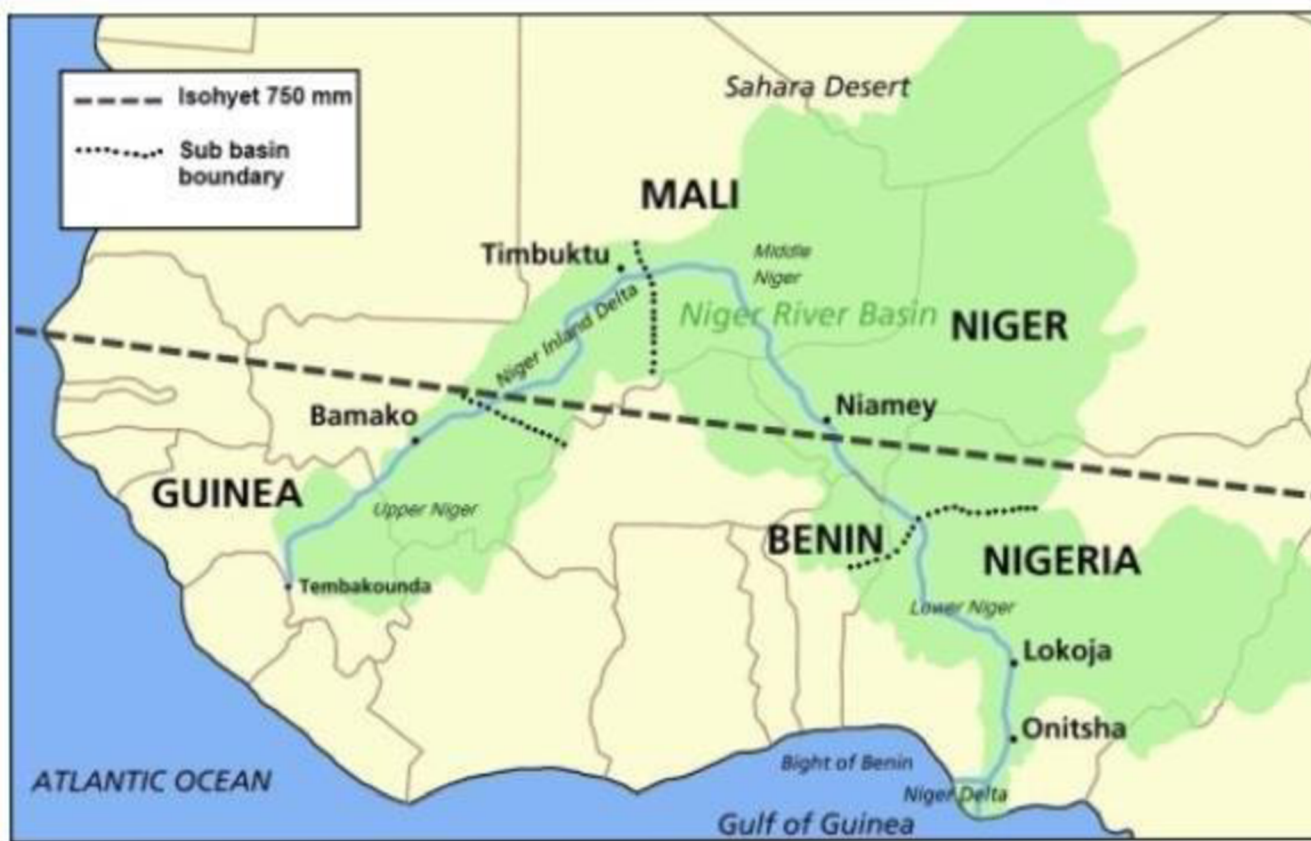 Isohyet 750 mm
Sub basin
boundary
Sahara Desert
MALI
Timbuktu
Middle
Niger
Niger Inland Delta
Niger River Basin
NIGER
Bamako
Niamey
GUINEA
Upper Niger
BENIN
NIGERIA
Tembakounda
Lower Niger
Lokoja
Onitsha
Bight of Benin
ATLANTIC OCEAN
Niger Delta
Gulf of Guinea